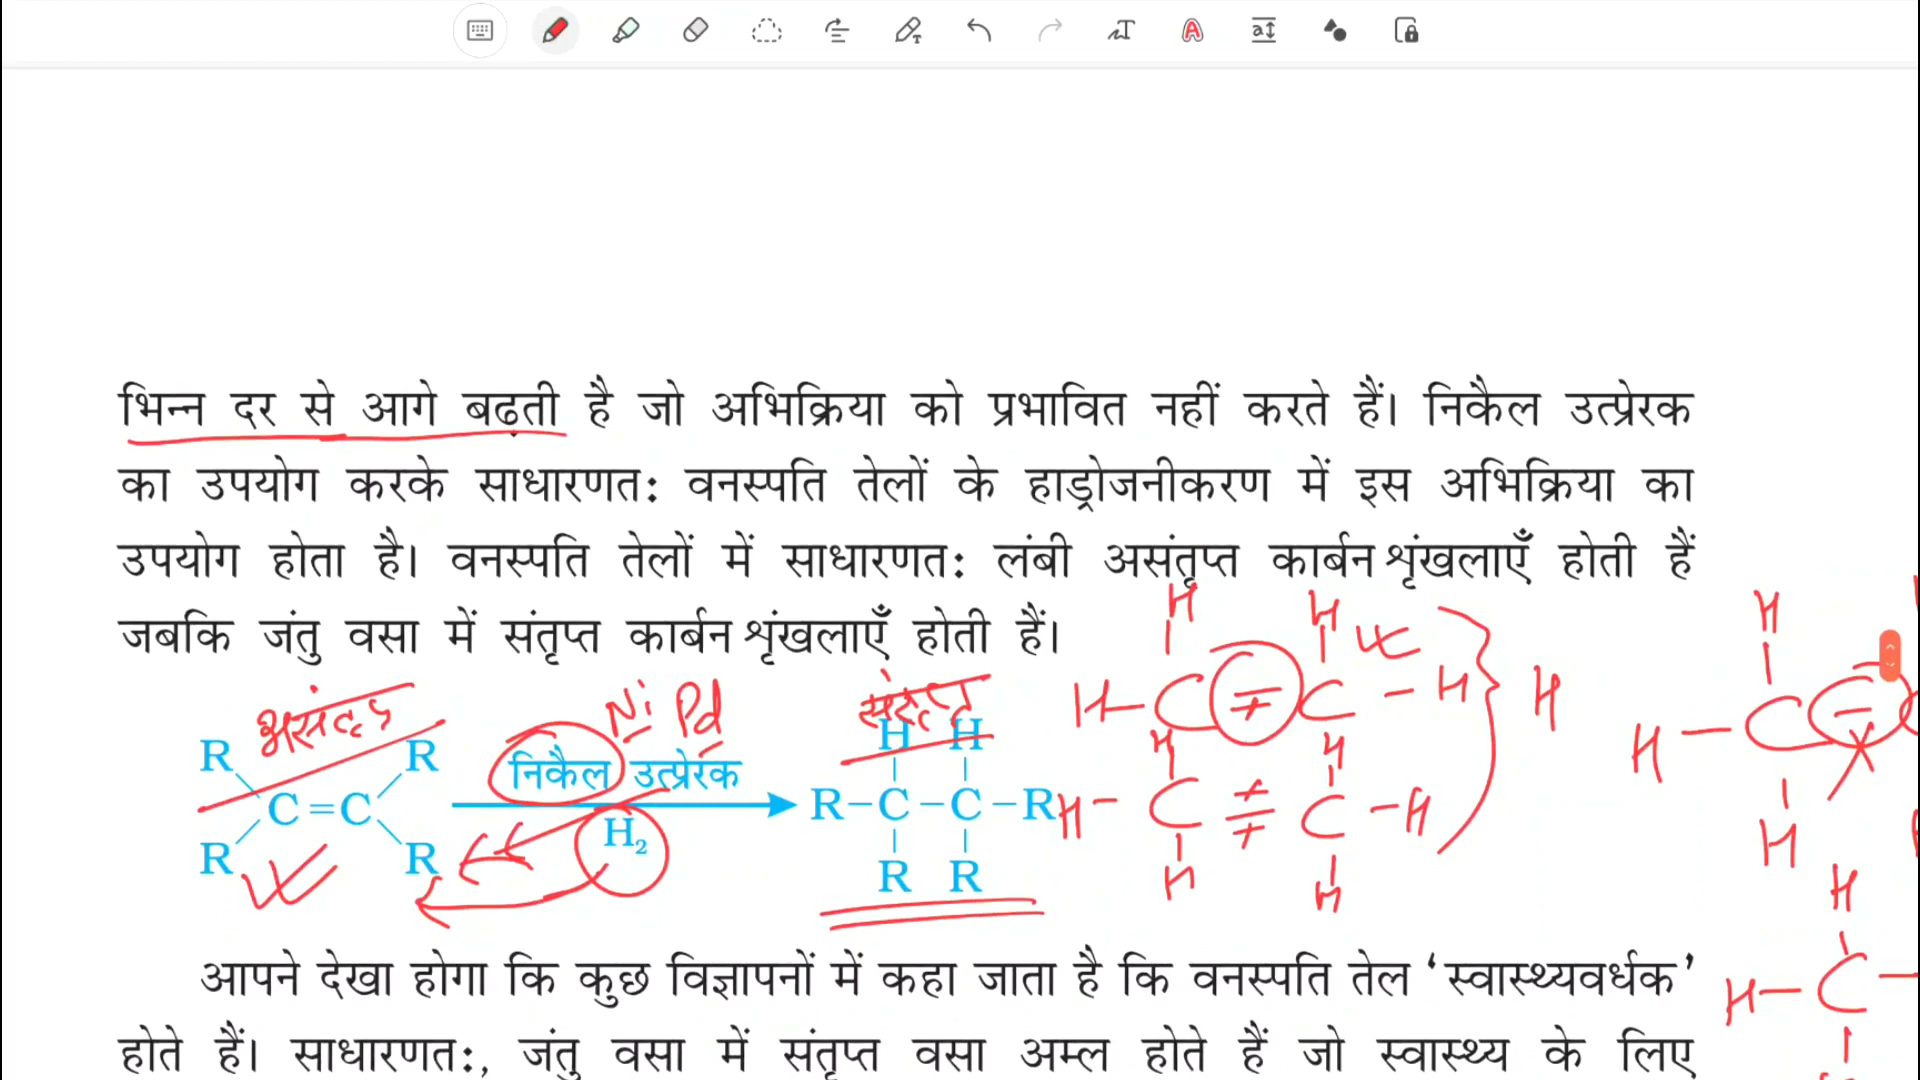 भिन्न दर से आगे बढ़ती है जो अभिक्रिया को प्रभावित नहीं करते हैं। निकैल उत्प्रेरक
का उपयोग करके साधारणतः वनस्पति तेलों के हाड्रोजनीकरण में इस अभिक्रिया का
उपयोग होता है। वनस्पति तेलों में साधारणतः लंबी असंतृप्त कार्बन शृंखलाएँ होती हैं
जबकि जंतु वसा में संतृप्त कार्बन शृंखलाएँ होती हैं।
H H H
Ni Pd
H-C=C-H H H-C
R R H H
निकैल उत्प्रेरक
C=C R-C-C-R
H H
H-C=C-H
H₂
R R R R
H H H
H
H-C
आपने देखा होगा कि कुछ विज्ञापनों में कहा जाता है कि वनस्पति तेल ‘स्वास्थ्यवर्धक’
होते हैं। साधारणतः, जंतु वसा में संतृप्त वसा अम्ल होते हैं जो स्वास्थ्य के लिए